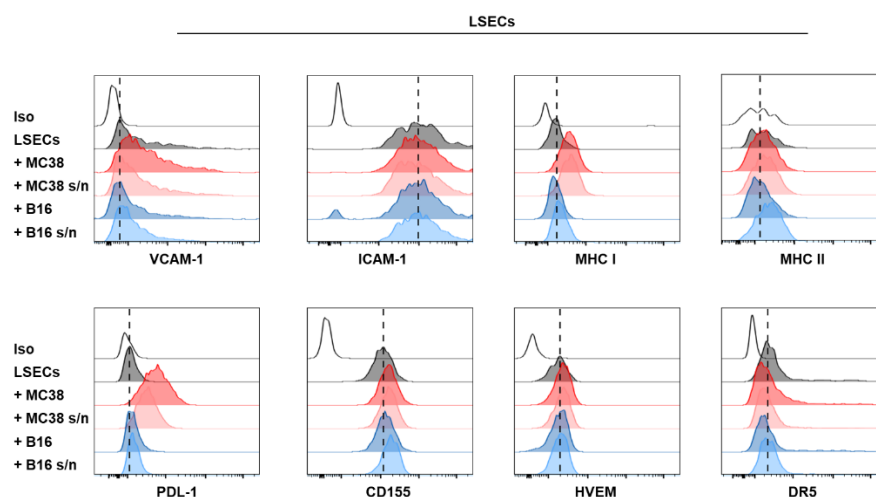 LSECs
Iso
LSECs
+ MC38
+ MC38 s/n
+ B16
+ B16 s/n
VCAM-1
ICAM-1
MHC I
MHC II
Iso
LSECs
+ MC38
+ MC38 s/n
+ B16
+ B16 s/n
PDL-1
CD155
HVEM
DR5